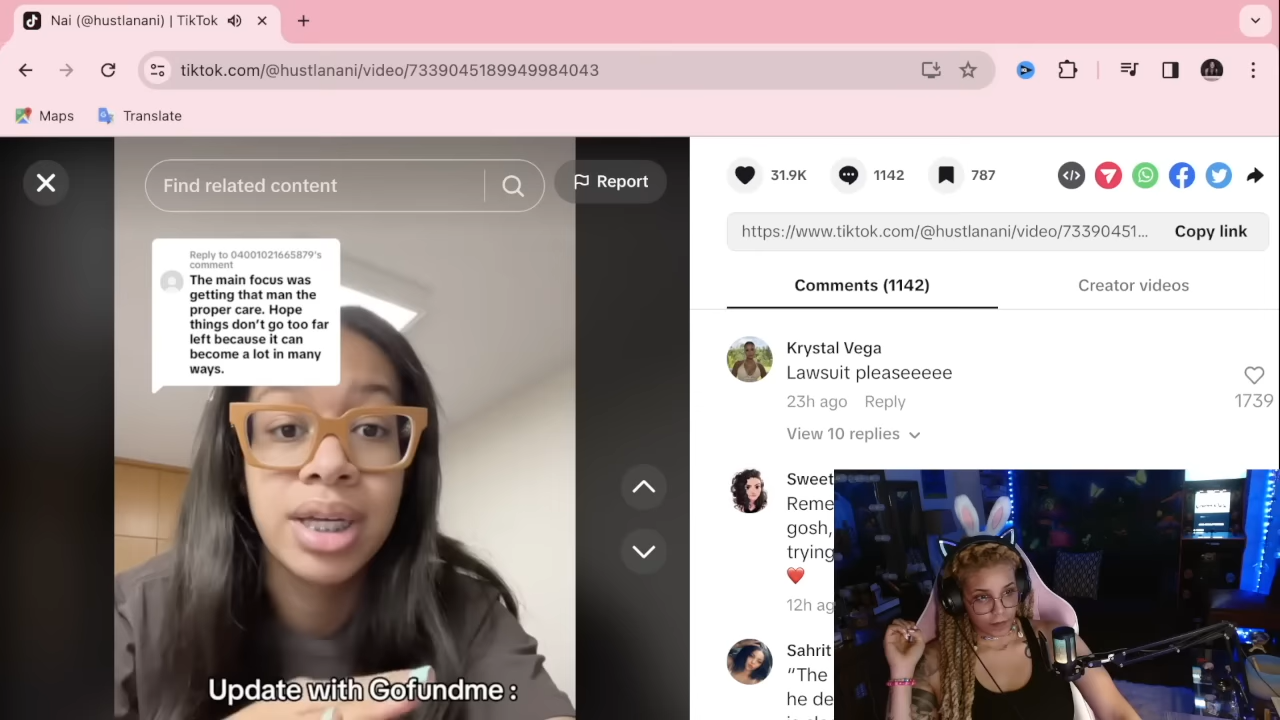 Nai (@hustlanani) | TikTok
tiktok.com/@hustlanani/video/7339045189949984043
Maps
Translate
Find related content
Report
Reply to 04001021665879's
comment
The main focus was
getting that man the
proper care. Hope
things don't go too far
left because it can
become a lot in many
ways.
Update with Gofundme :
31.9K
1142
787
https://www.tiktok.com/@hustlanani/video/73390451...
Copy link
Comments (1142)
Creator videos
Krystal Vega
Lawsuit pleaseeeee
23h ago
Reply
1739
View 10 replies
Sweet
Reme
gosh,
trying
12h ag
Sahrit
"The
he de